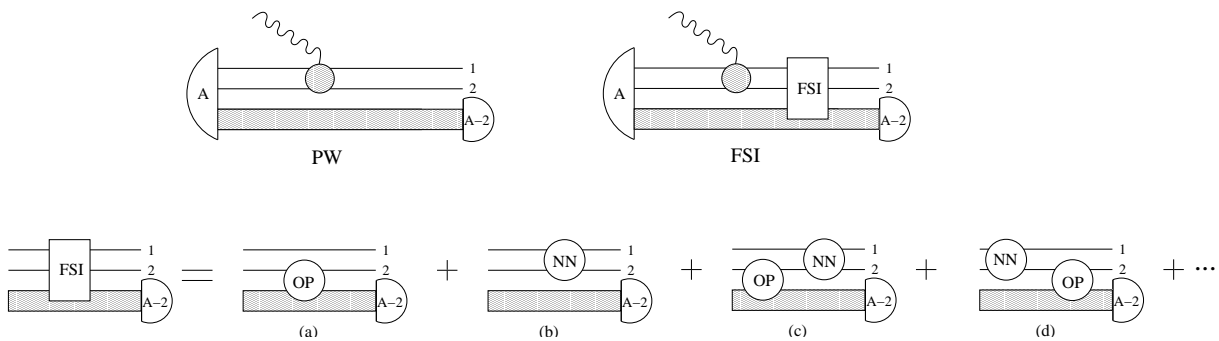 A 1 2 A−2
PW
A FSI 1 2 A−2
FSI
FSI 1 2 A−2 = OP 1 2 A−2 + NN 1 2 A−2 + OP NN 1 2 A−2 + NN OP 1 2 A−2 + ...
(a) (b) (c) (d)